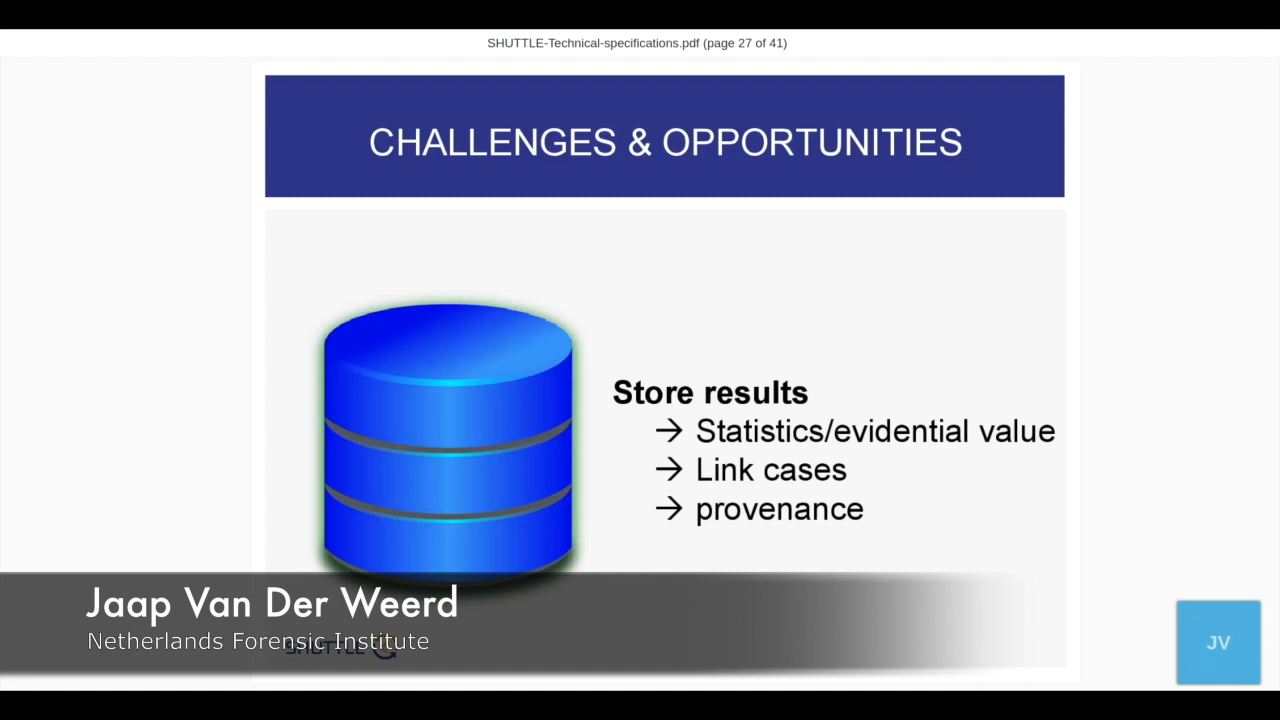 SHUTTLE-Technical-specifications.pdf (page 27 of 41)
CHALLENGES & OPPORTUNITIES
Store results
→ Statistics/evidential value
→ Link cases
→ provenance
Jaap Van Der Weerd
Netherlands Forensic Institute
SHUTTLE
JV